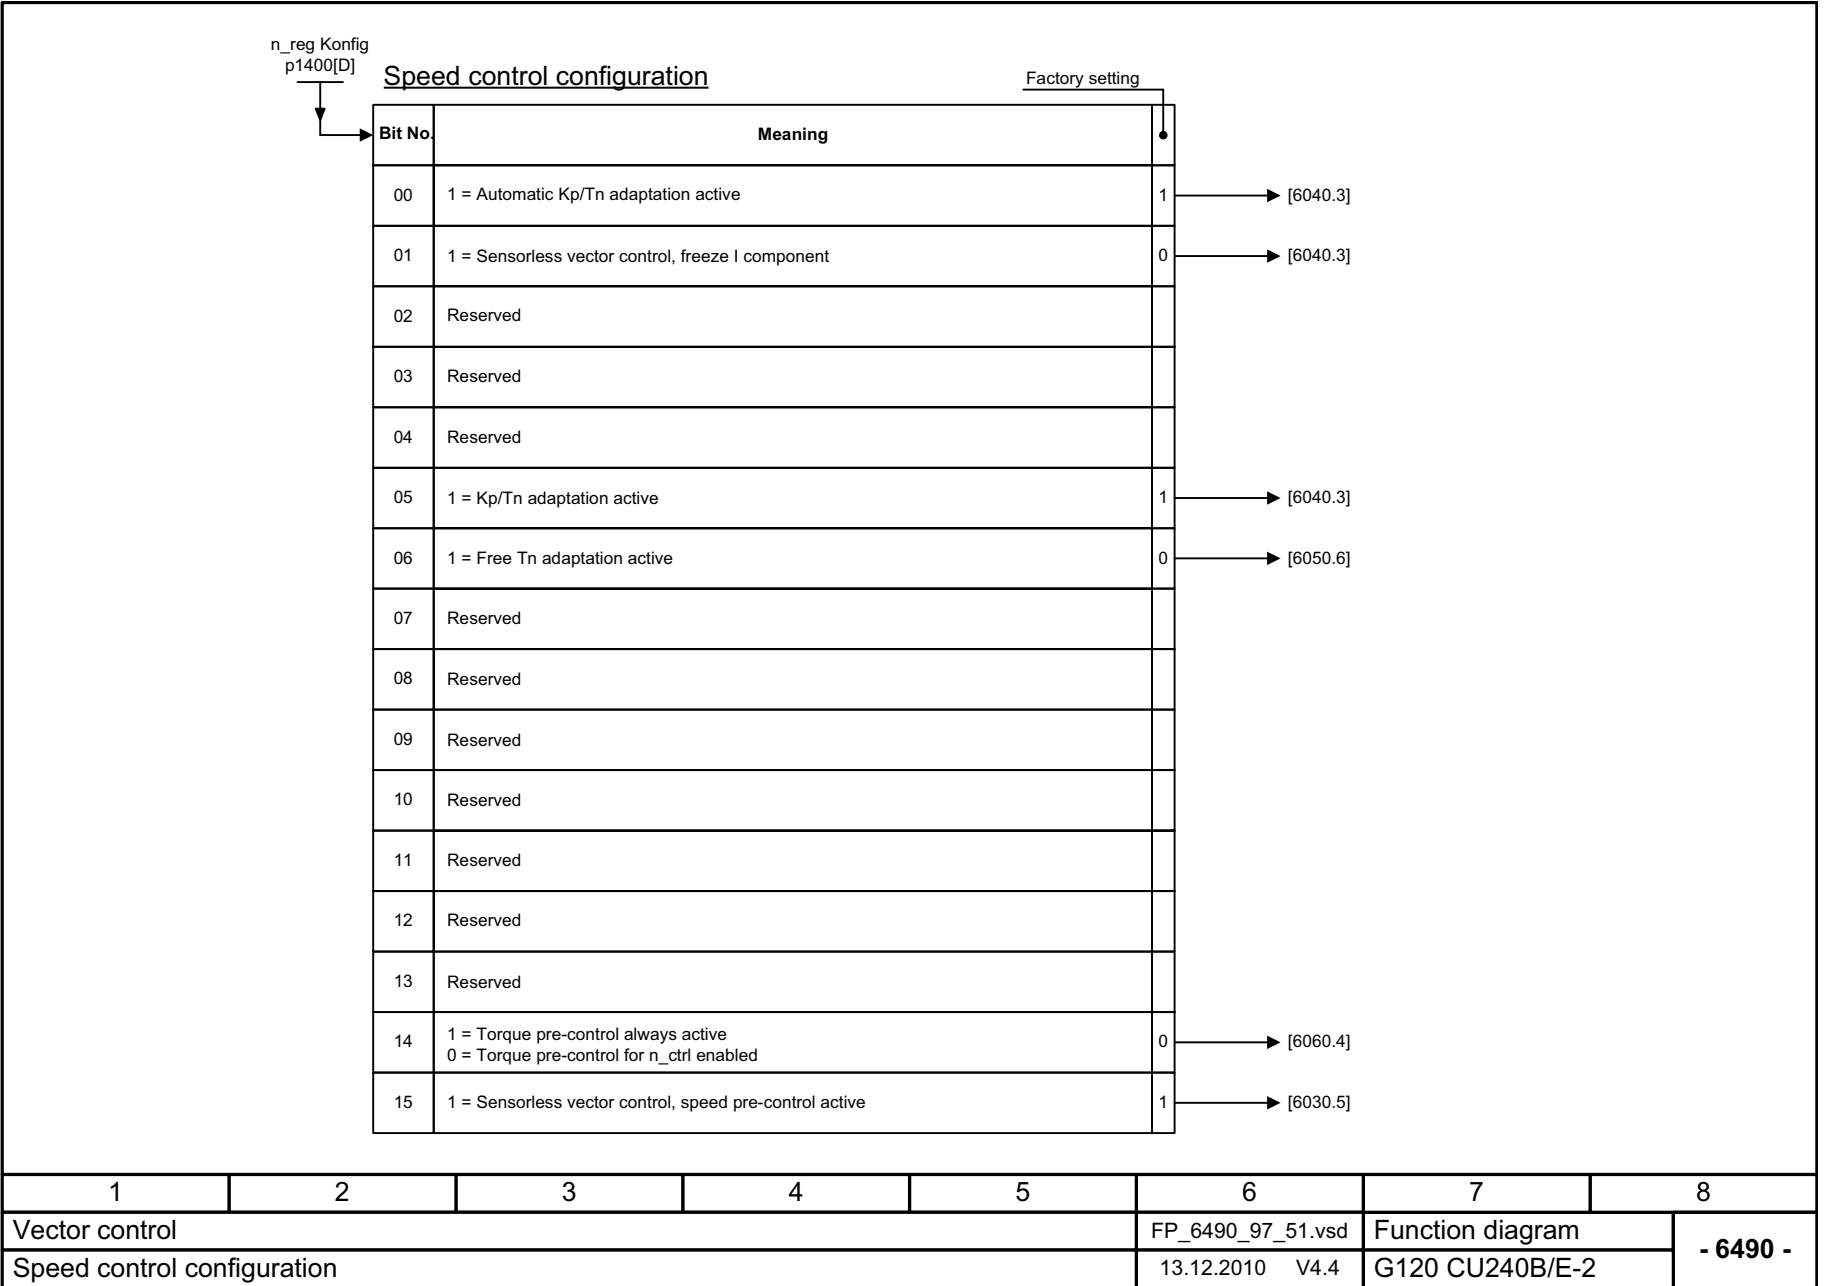 n_reg Konfig
p1400[D]
Speed control configuration
Factory setting
Bit No. Meaning
00 1 = Automatic Kp/Tn adaptation active 1 [6040.3]
01 1 = Sensorless vector control, freeze I component 0 [6040.3]
02 Reserved
03 Reserved
04 Reserved
05 1 = Kp/Tn adaptation active 1 [6040.3]
06 1 = Free Tn adaptation active 0 [6050.6]
07 Reserved
08 Reserved
09 Reserved
10 Reserved
11 Reserved
12 Reserved
13 Reserved
14 1 = Torque pre-control always active
0 = Torque pre-control for n_ctrl enabled 0 [6060.4]
15 1 = Sensorless vector control, speed pre-control active 1 [6030.5]
1 2 3 4 5 6 7 8
Vector control FP_6490_97_51.vsd Function diagram - 6490 -
Speed control configuration 13.12.2010 V4.4 G120 CU240B/E-2